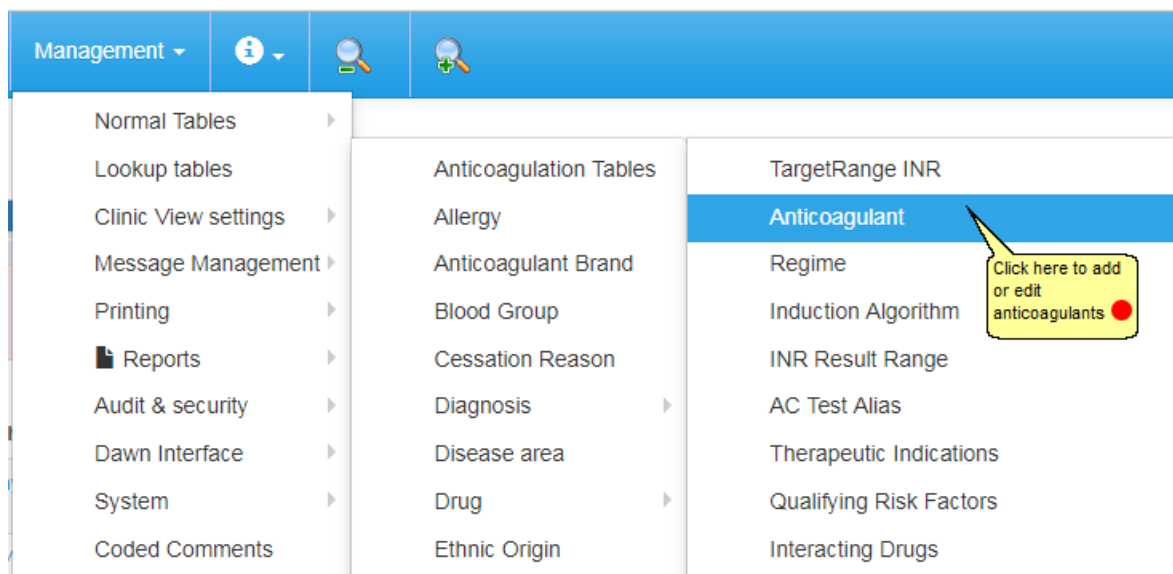 Management
Normal Tables
Lookup tables
Clinic View settings
Message Management
Printing
Reports
Audit & security
Dawn Interface
System
Coded Comments
Anticoagulation Tables
Allergy
Anticoagulant Brand
Blood Group
Cessation Reason
Diagnosis
Disease area
Drug
Ethnic Origin
TargetRange INR
Anticoagulant
Regime
Induction Algorithm
INR Result Range
AC Test Alias
Therapeutic Indications
Qualifying Risk Factors
Interacting Drugs
Click here to add
or edit
anticoagulants